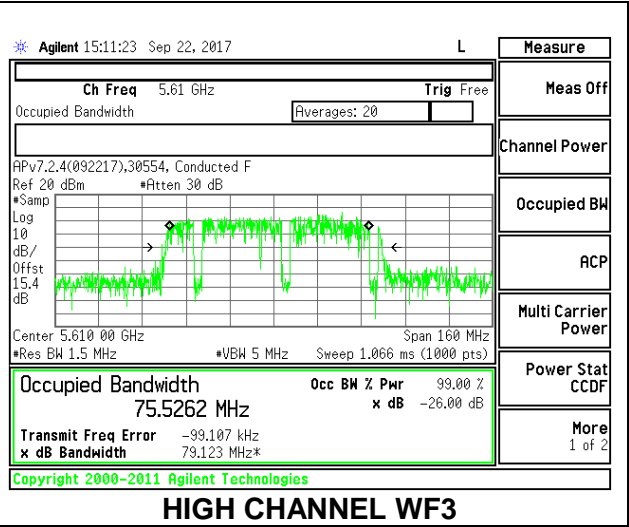 Agilent 15:11:23 Sep 22, 2017 L
Measure
Ch Freq 5.61 GHz Trig Free
Occupied Bandwidth Averages: 20
APv7.2.4(092217),30554, Conducted F
Ref 20 dBm #Atten 30 dB
#Samp
Log
10
dB/
Offst
15.4
dB
Center 5.610 00 GHz Span 160 MHz
#Res BW 1.5 MHz #VBW 5 MHz Sweep 1.066 ms (1000 pts)
Occupied Bandwidth Occ BW % Pwr 99.00 %
75.5262 MHz x dB -26.00 dB
Transmit Freq Error -99.107 kHz
x dB Bandwidth 79.123 MHz*
Copyright 2000-2011 Agilent Technologies
Meas Off
Channel Power
Occupied BW
ACP
Multi Carrier
Power
Power Stat
CCDF
More
1 of 2
HIGH CHANNEL WF3